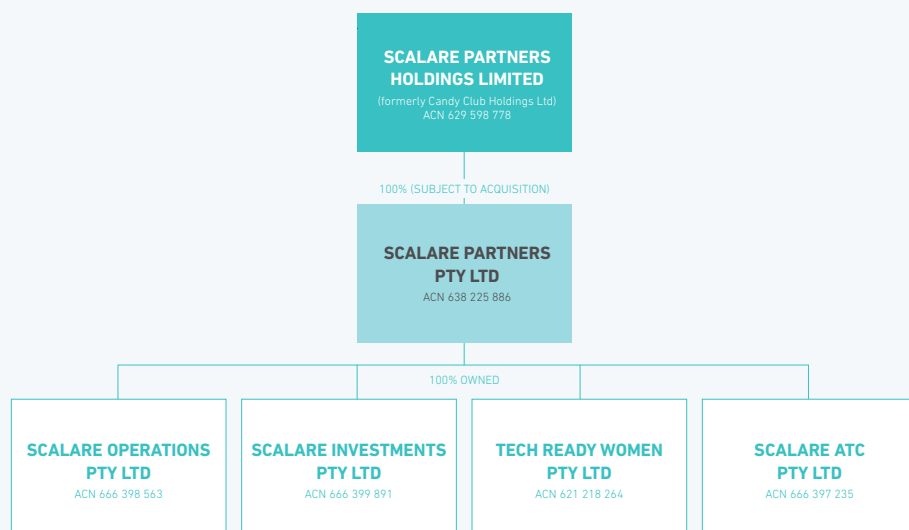 SCALARE PARTNERS
HOLDINGS LIMITED
(formerly Candy Club Holdings Ltd)
ACN 629 598 778
100% (SUBJECT TO ACQUISITION)
SCALARE PARTNERS
PTY LTD
ACN 638 225 886
100% OWNED
SCALARE OPERATIONS
PTY LTD
ACN 666 398 563
SCALARE INVESTMENTS
PTY LTD
ACN 666 399 891
TECH READY WOMEN
PTY LTD
ACN 621 218 264
SCALARE ATC
PTY LTD
ACN 666 397 235